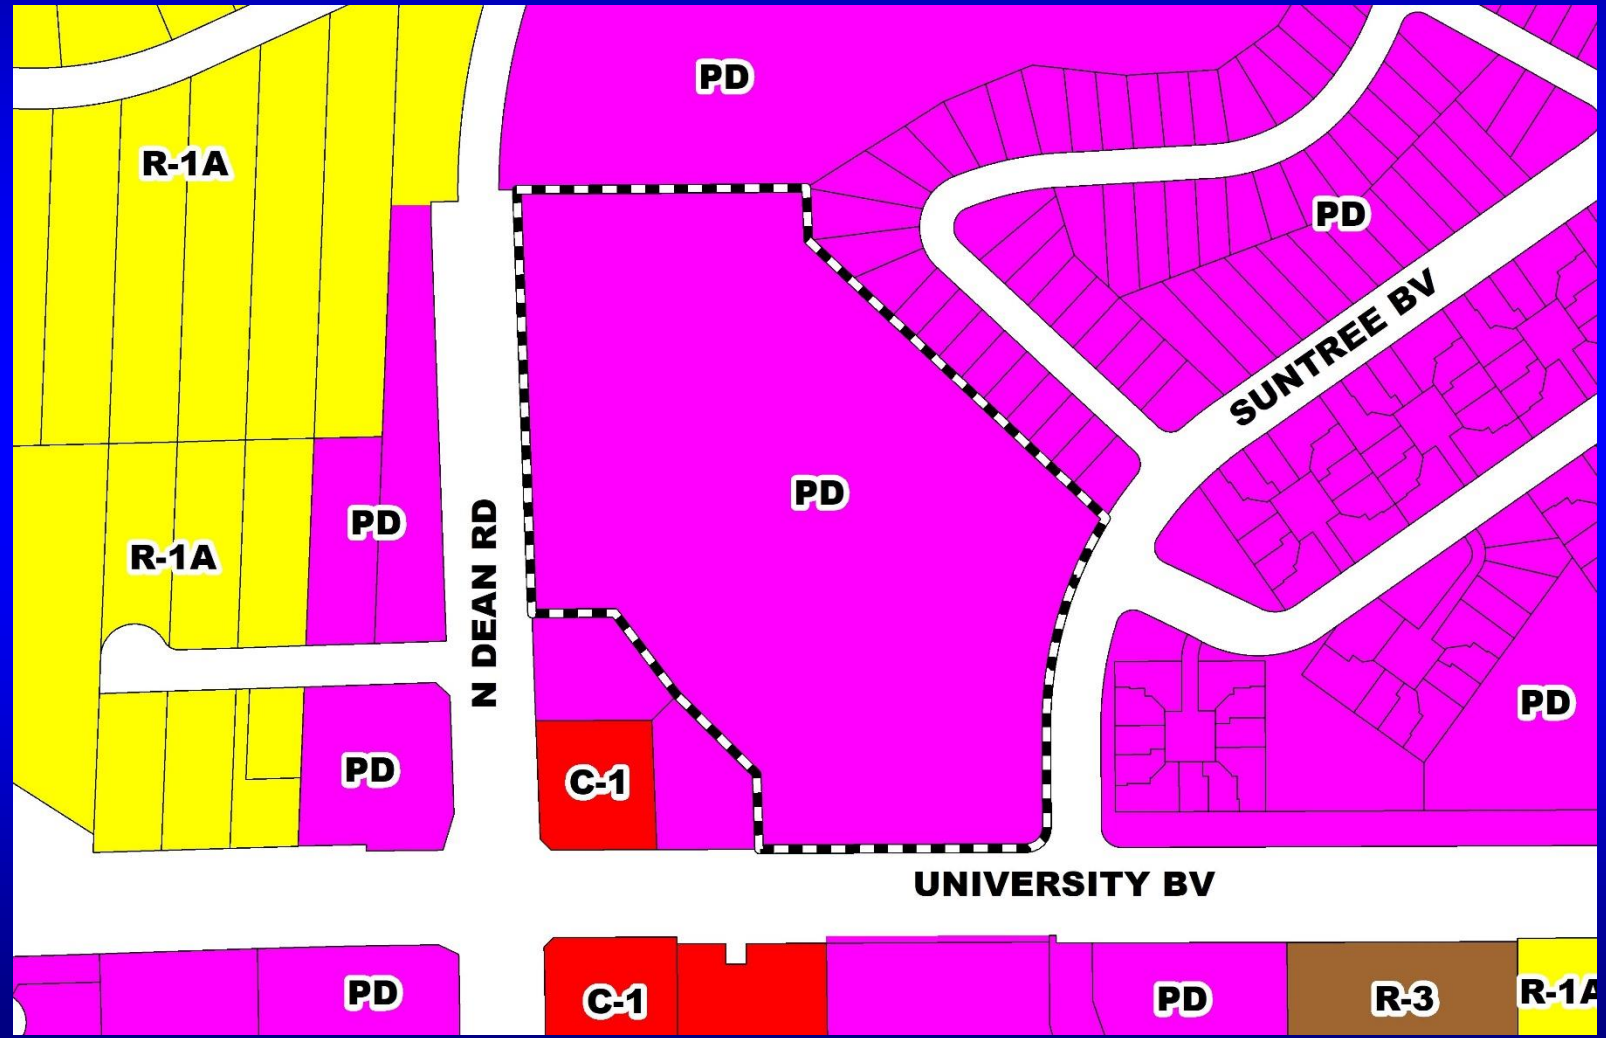 PD
R-1A
PD
SUNTREE BV
PD
PD
R-1A
N DEAN RD
PD
PD
C-1
UNIVERSITY BV
PD
C-1
PD
R-3
R-1A